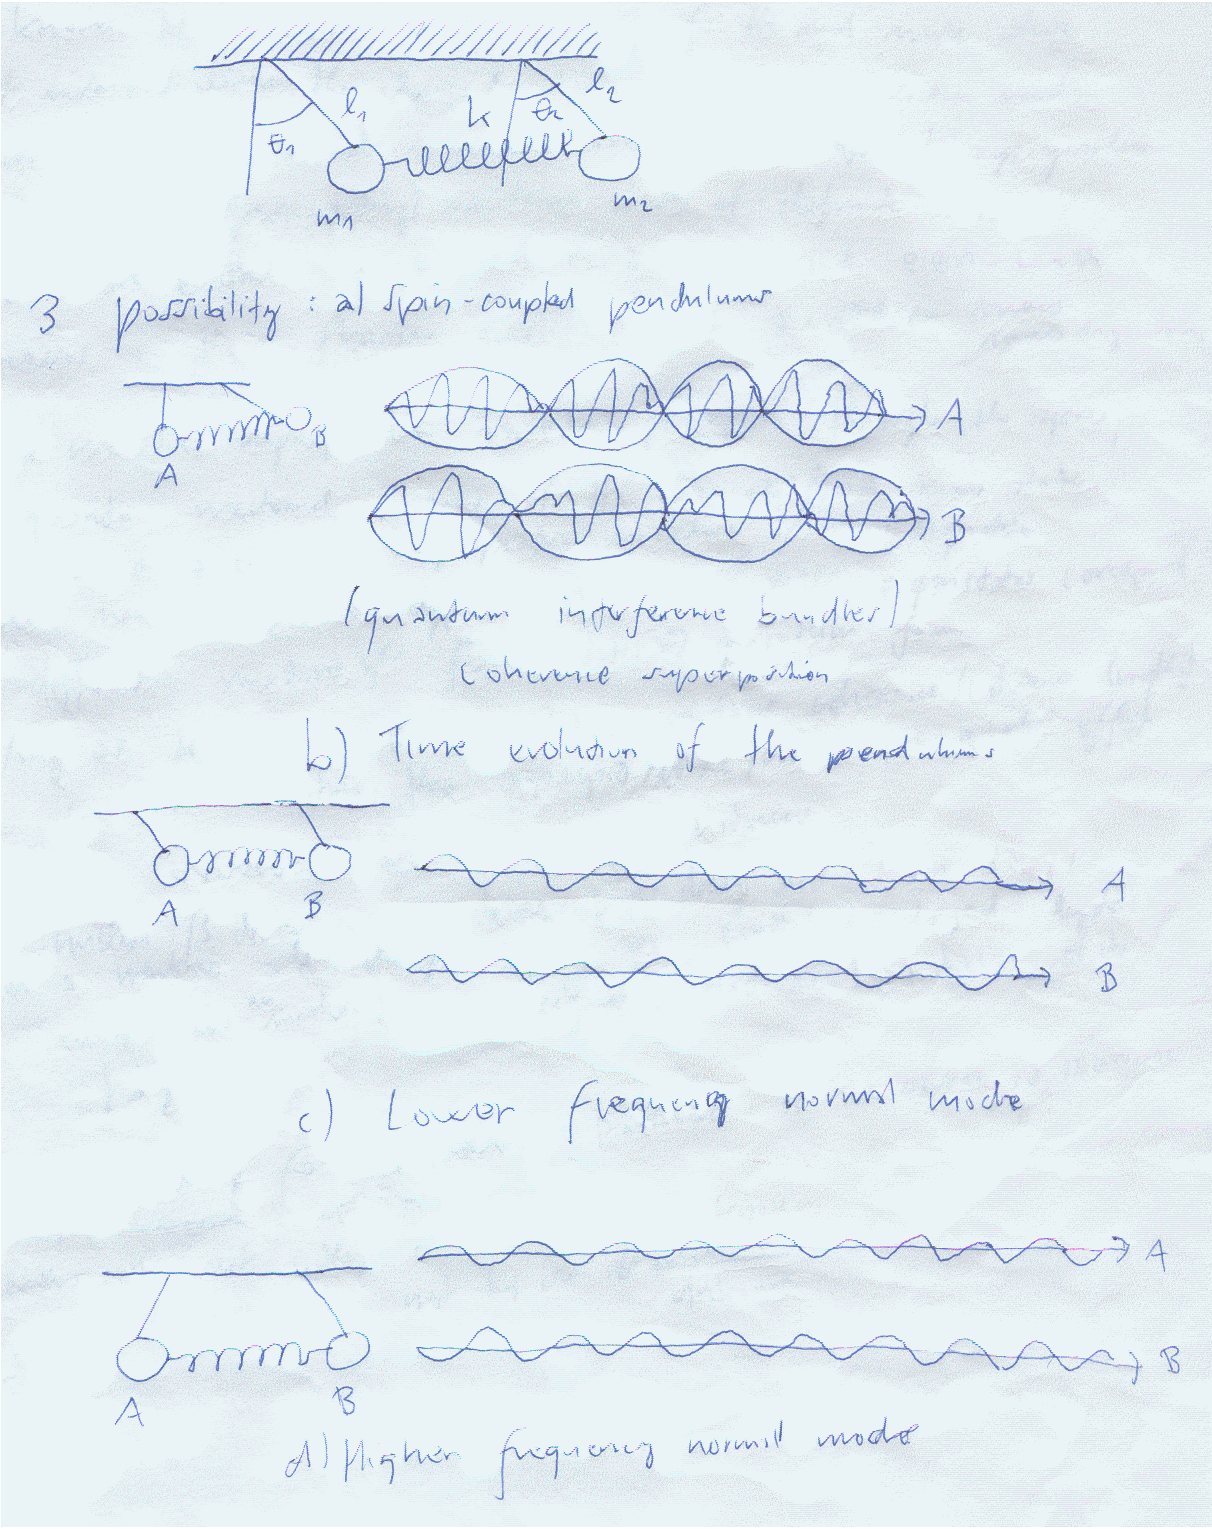 l₁
l₂
k
θ₁
θ₂
m₁
m₂
3 possibility : a) spin-coupled pendulums
A
B
A
B
(quantum interference bundles)
coherence superposition
b) Time evolution of the pendulums
A
B
A
B
c) Lower frequency normal mode
A
B
A
B
d) Higher frequency normal mode